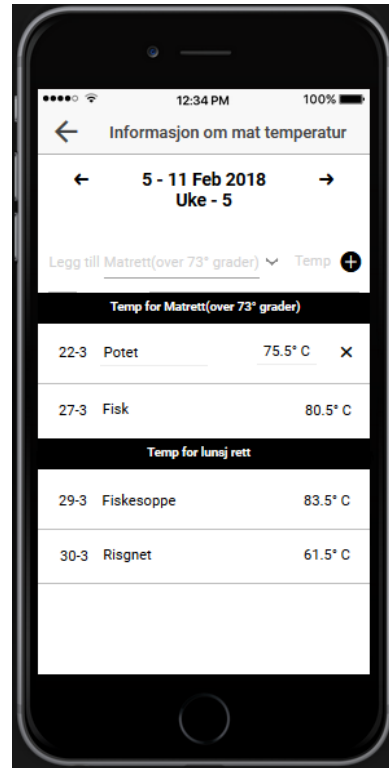 12:34 PM 100%
Informasjon om mat temperatur
5 - 11 Feb 2018
Uke - 5
Legg till Matrett(over 73° grader) Temp
Temp for Matrett(over 73° grader)
22-3 Potet 75.5° C
27-3 Fisk 80.5° C
Temp for lunsj rett
29-3 Fiskesoppe 83.5° C
30-3 Risgnet 61.5° C